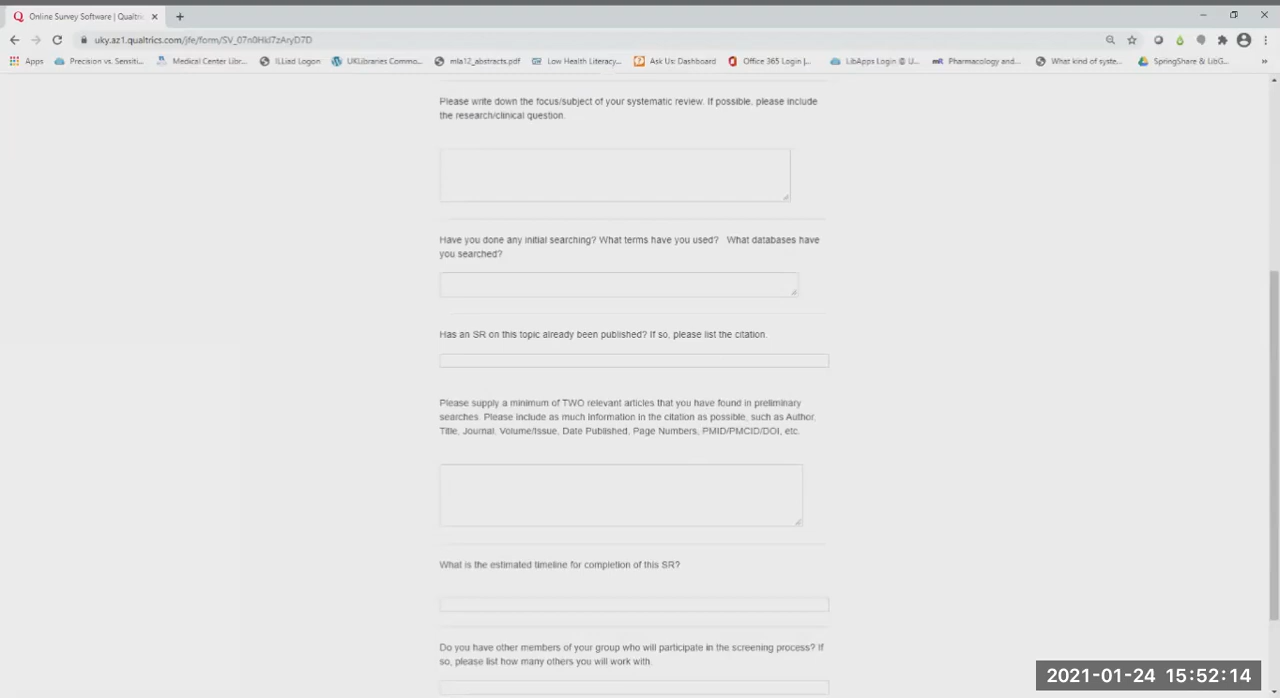 Online Survey Software | Qualtri
uky.az1.qualtrics.com/jfe/form/
Apps
Precision vs. Sensiti...
Medical Center Libr...
ILLiad Logon
UKLibraries Commo...
mla12_abstracts.pdf
Low Health Literacy...
Ask Us: Dashboard
Office 365 Login |...
LibApps Login @ U...
Pharmacology and...
What kind of syste...
SpringShare & LibG...
Please write down the focus/subject of your systematic review. If possible, please include
the research/clinical question.
Have you done any initial searching? What terms have you used? What databases have
you searched?
Has an SR on this topic already been published? If so, please list the citation.
Please supply a minimum of TWO relevant articles that you have found in preliminary
searches. Please include as much information in the citation as possible, such as Author,
Title, Journal, Volume/Issue, Date Published, Page Numbers, PMID/PMCID/DOI, etc.
What is the estimated timeline for completion of this SR?
Do you have other members of your group who will participate in the screening process? If
so, please list how many others you will work with.
2021-01-24 15:52:14